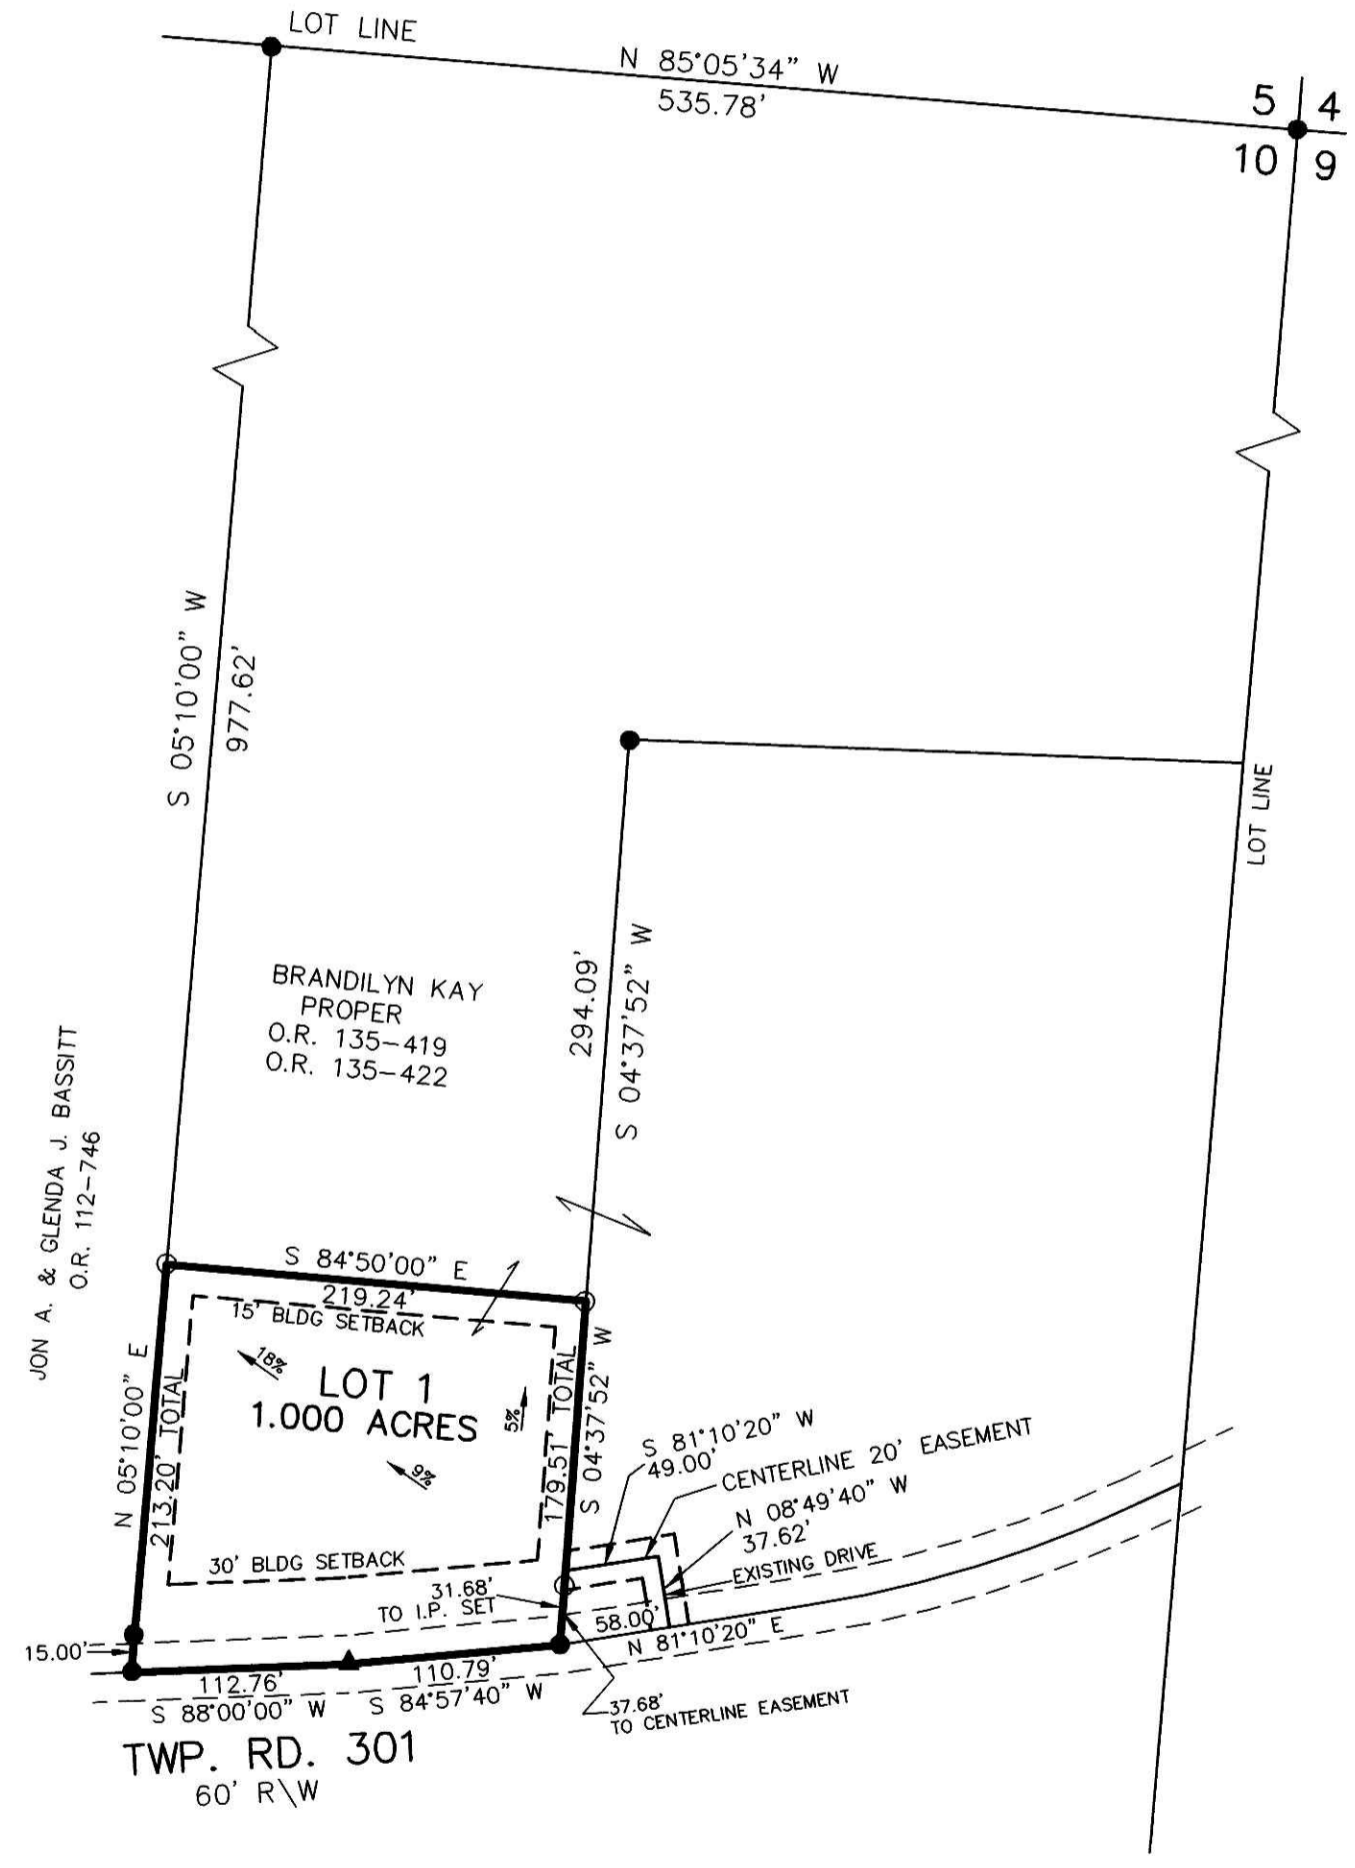 LOT LINE
N 85°05'34" W
535.78'
5 4
10 9
S 05°10'00" W
977.62'
LOT LINE
294.09'
S 04°37'52" W
BRANDILYN KAY
PROPER
O.R. 135-419
O.R. 135-422
JON A. & GLENDA J. BASSITT
O.R. 112-746
S 84°50'00" E
219.24'
15' BLDG SETBACK
18%
LOT 1
1.000 ACRES
5%
9%
N 05°10'00" E
213.20' TOTAL
179.51' TOTAL
S 04°37'52" W
30' BLDG SETBACK
S 81°10'20" W
49.00'
CENTERLINE 20' EASEMENT
N 08°49'40" W
37.62'
EXISTING DRIVE
31.68'
TO I.P. SET
58.00'
N 81°10'20" E
15.00'
112.76'
S 88°00'00" W
110.79'
S 84°57'40" W
37.68'
TO CENTERLINE EASEMENT
TWP. RD. 301
60' R\W